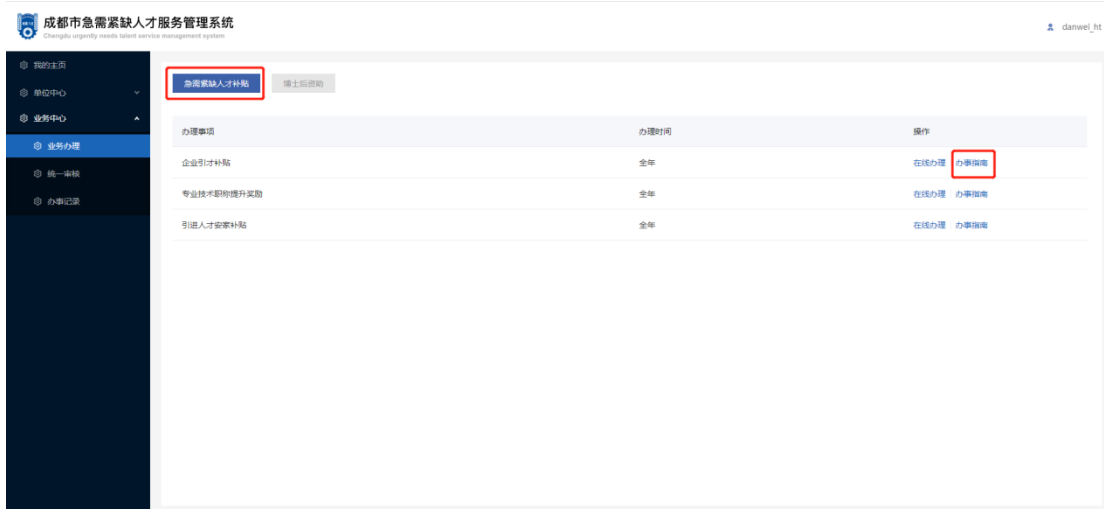 成都市急需紧缺人才服务管理系统
Chengdu urgently needs talent service management system
danwei_ht
我的主页
单位中心
业务中心
业务办理
统一审核
办事记录
急需紧缺人才补贴 博士后资助
办理事项 办理时间 操作
企业引才补贴 全年 在线办理 办事指南
专业技术职称提升奖励 全年 在线办理 办事指南
引进人才安家补贴 全年 在线办理 办事指南